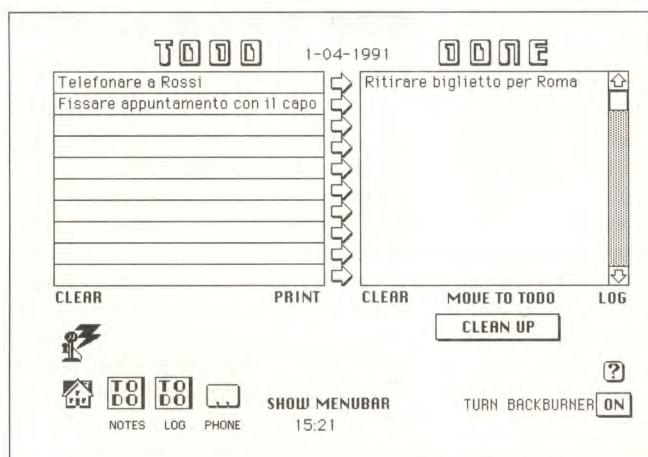 TODO 1-04-1991 DONE
Telefonare a Rossi
Fissare appuntamento con il capo
Ritirare biglietto per Roma
CLEAR PRINT CLEAR MOVE TO TODO LOG
CLEAN UP
?
TO DO TO DO
SHOW MENUBAR TURN BACKBURNER ON
NOTES LOG PHONE 15:21